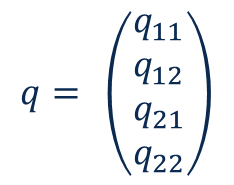 q₁₁
q₁₂
q =
q₂₁
q₂₂